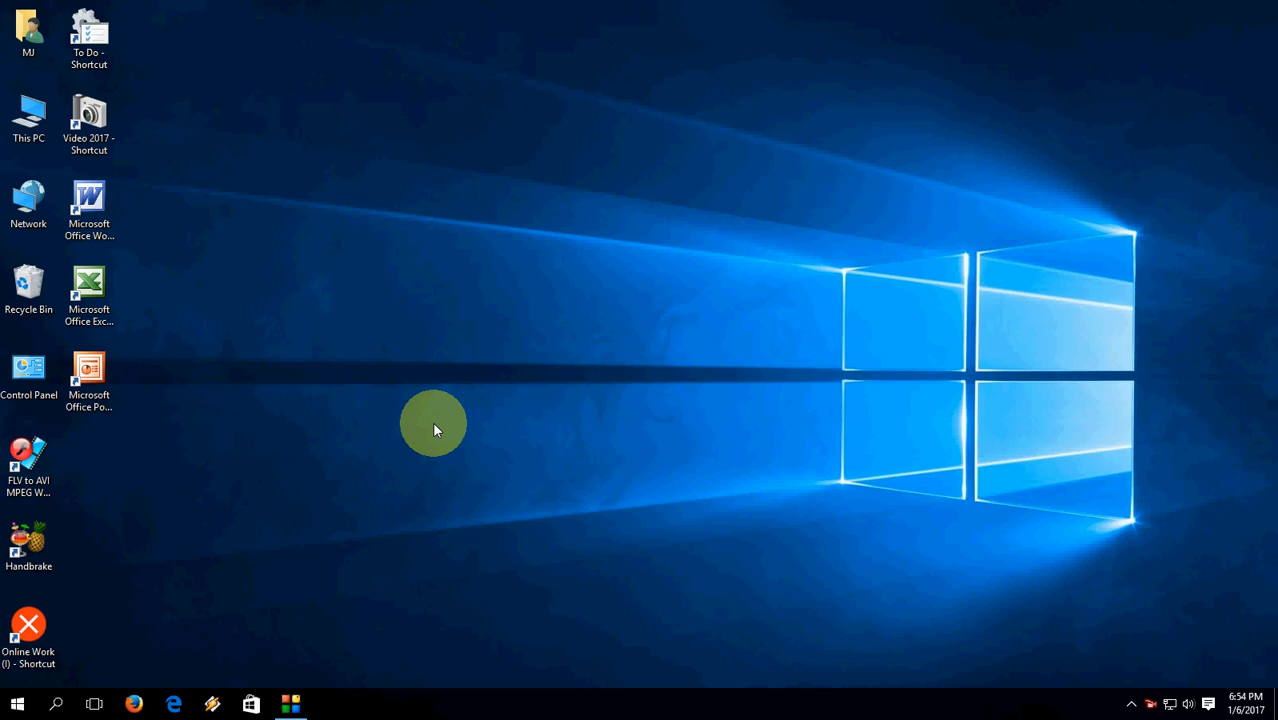 MJ
To Do -
Shortcut
This PC
Video 2017 -
Shortcut
Network
Microsoft
Office Wo...
Recycle Bin
Microsoft
Office Exc...
Control Panel
Microsoft
Office Po...
FLV to AVI
MPEG W...
Handbrake
Online Work
(I) - Shortcut
6:54 PM
1/6/2017